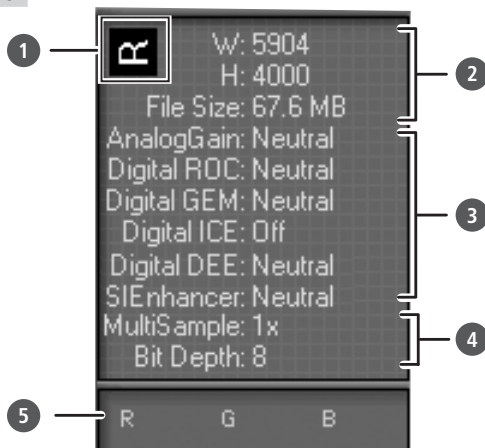 1
R
W: 5904
H: 4000
2
File Size: 67.6 MB
AnalogGain: Neutral
Digital ROC: Neutral
Digital GEM: Neutral
3
Digital ICE: Off
Digital DEE: Neutral
SIEnhancer: Neutral
MultiSample: 1x
4
Bit Depth: 8
5
R G B